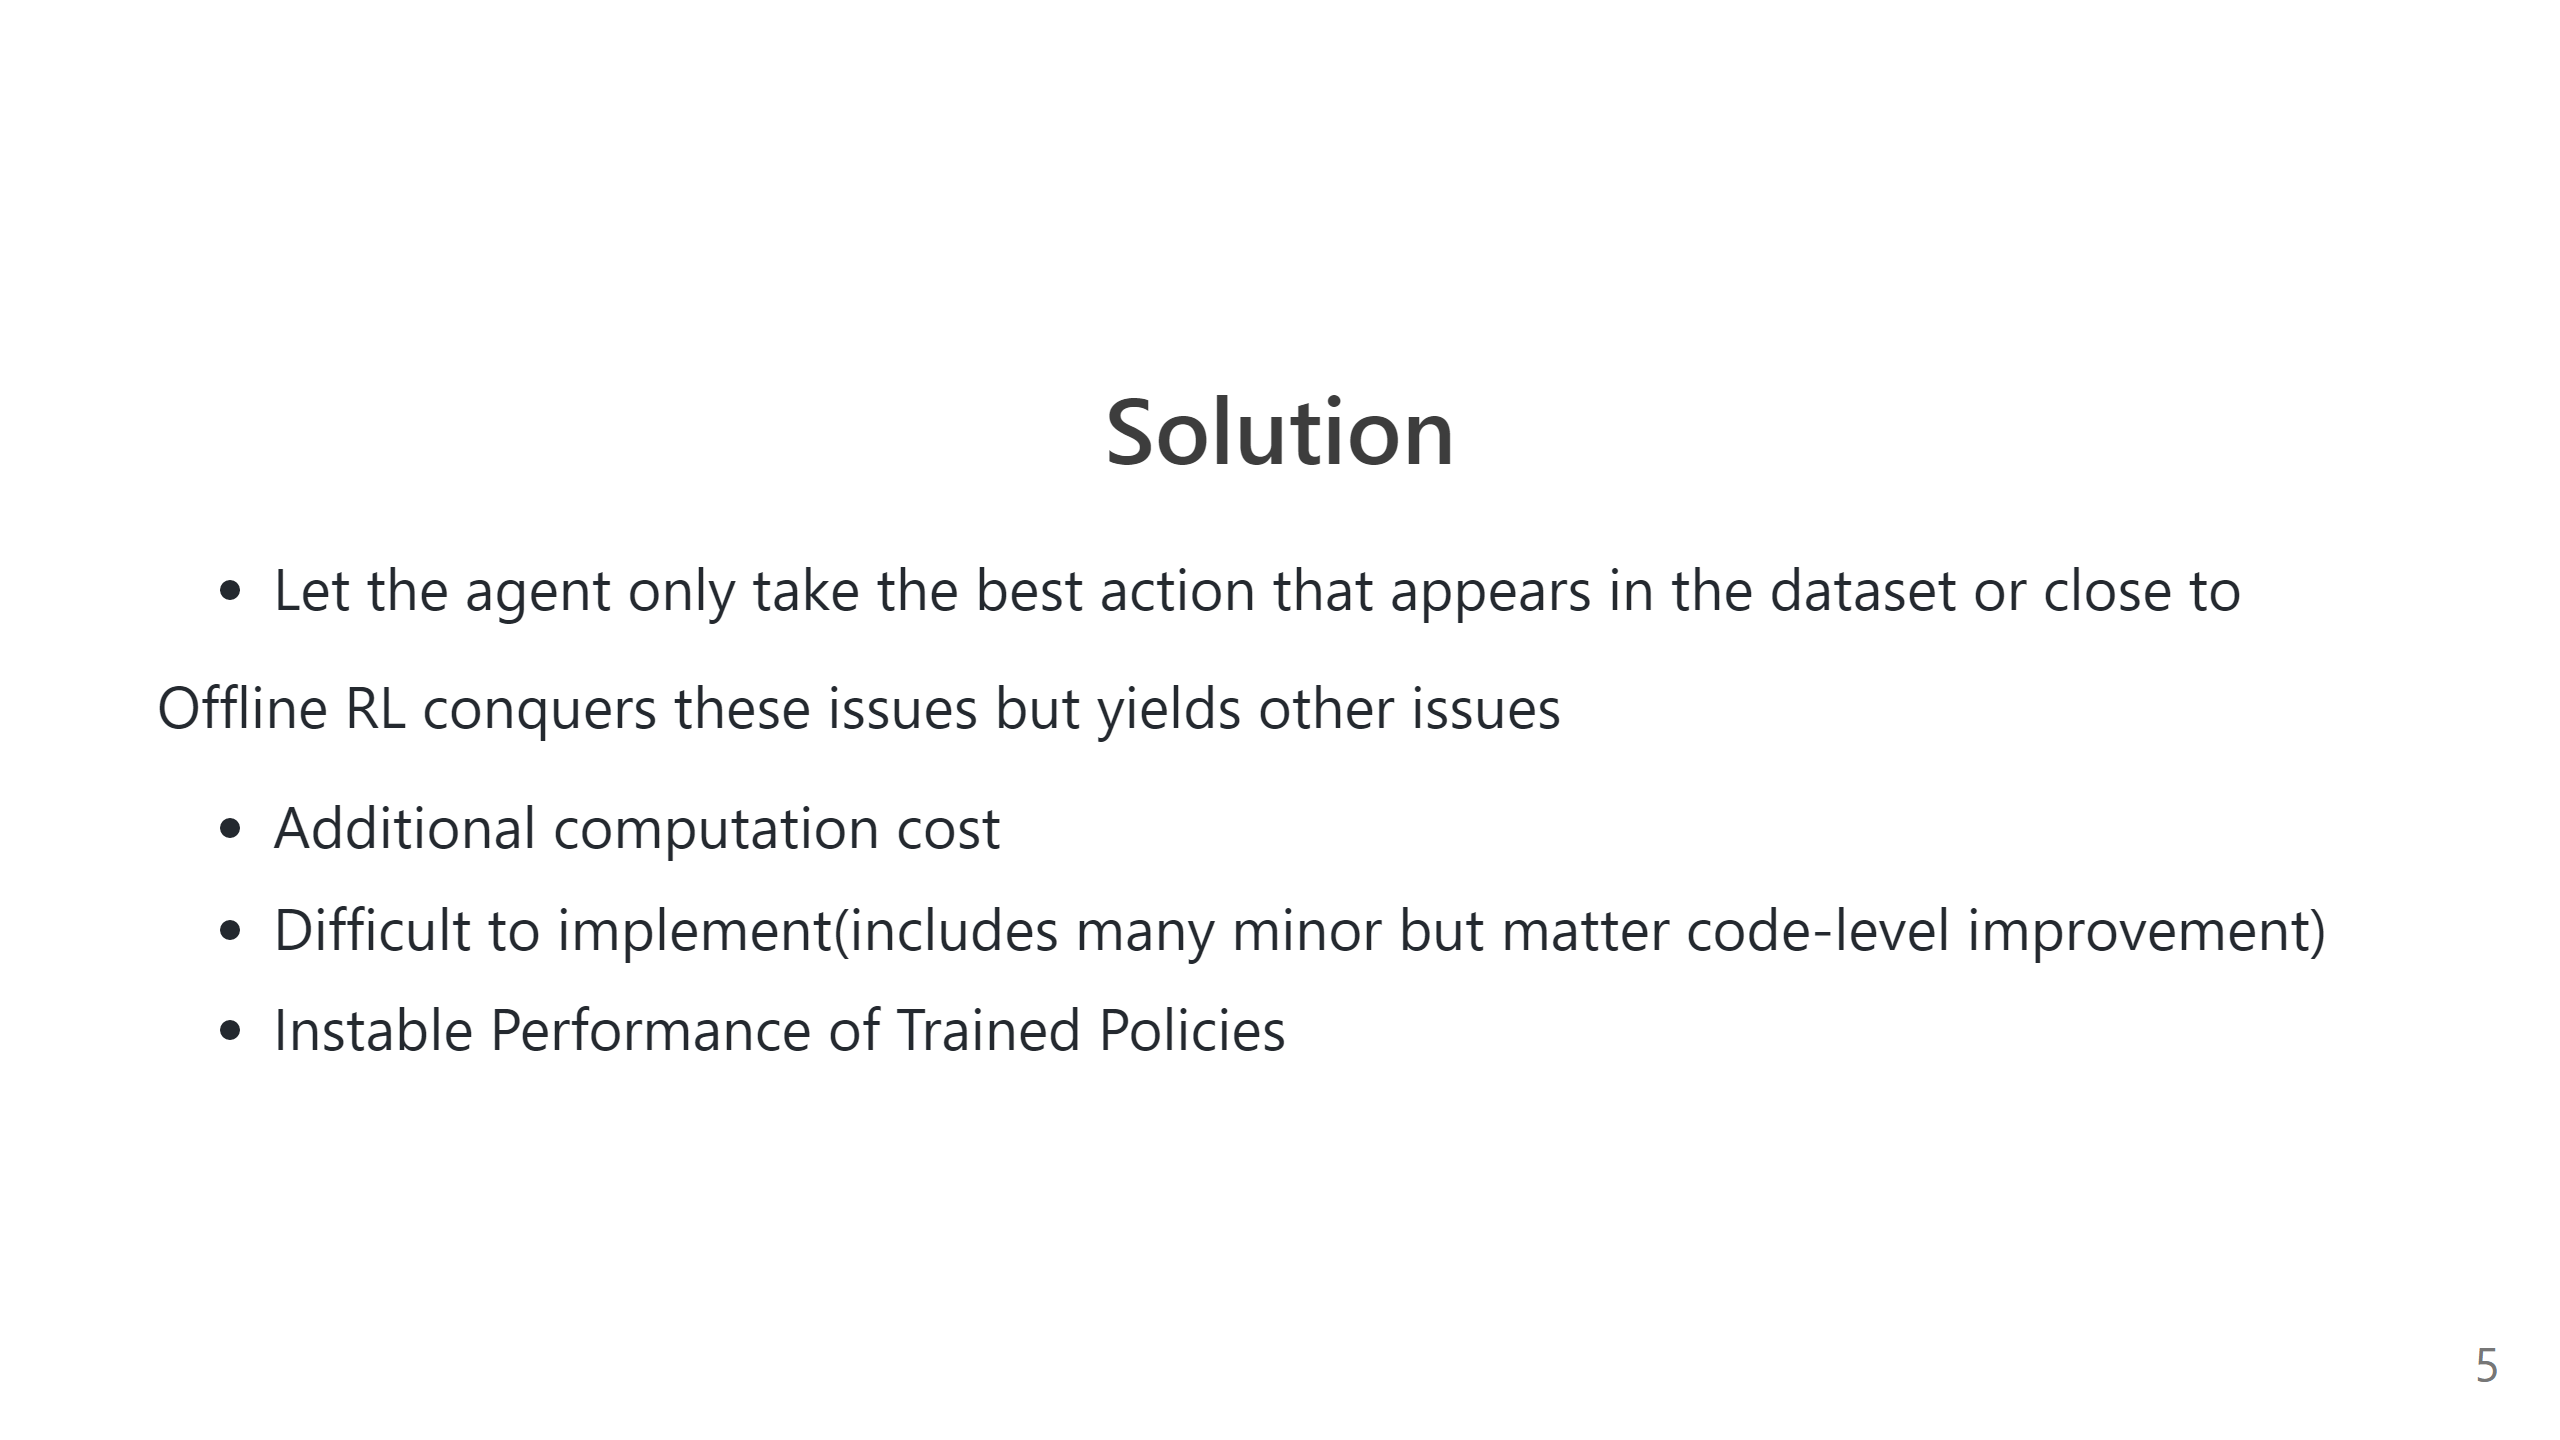 Solution
• Let the agent only take the best action that appears in the dataset or close to
Offline RL conquers these issues but yields other issues
• Additional computation cost
• Difficult to implement(includes many minor but matter code-level improvement)
• Instable Performance of Trained Policies
5